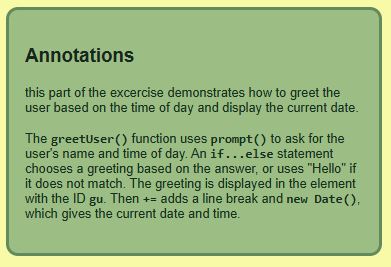 Annotations
this part of the excercise demonstrates how to greet the
user based on the time of day and display the current date.
The greetUser() function uses prompt() to ask for the
user's name and time of day. An if...else statement
chooses a greeting based on the answer, or uses "Hello" if
it does not match. The greeting is displayed in the element
with the ID gu. Then += adds a line break and new Date(),
which gives the current date and time.